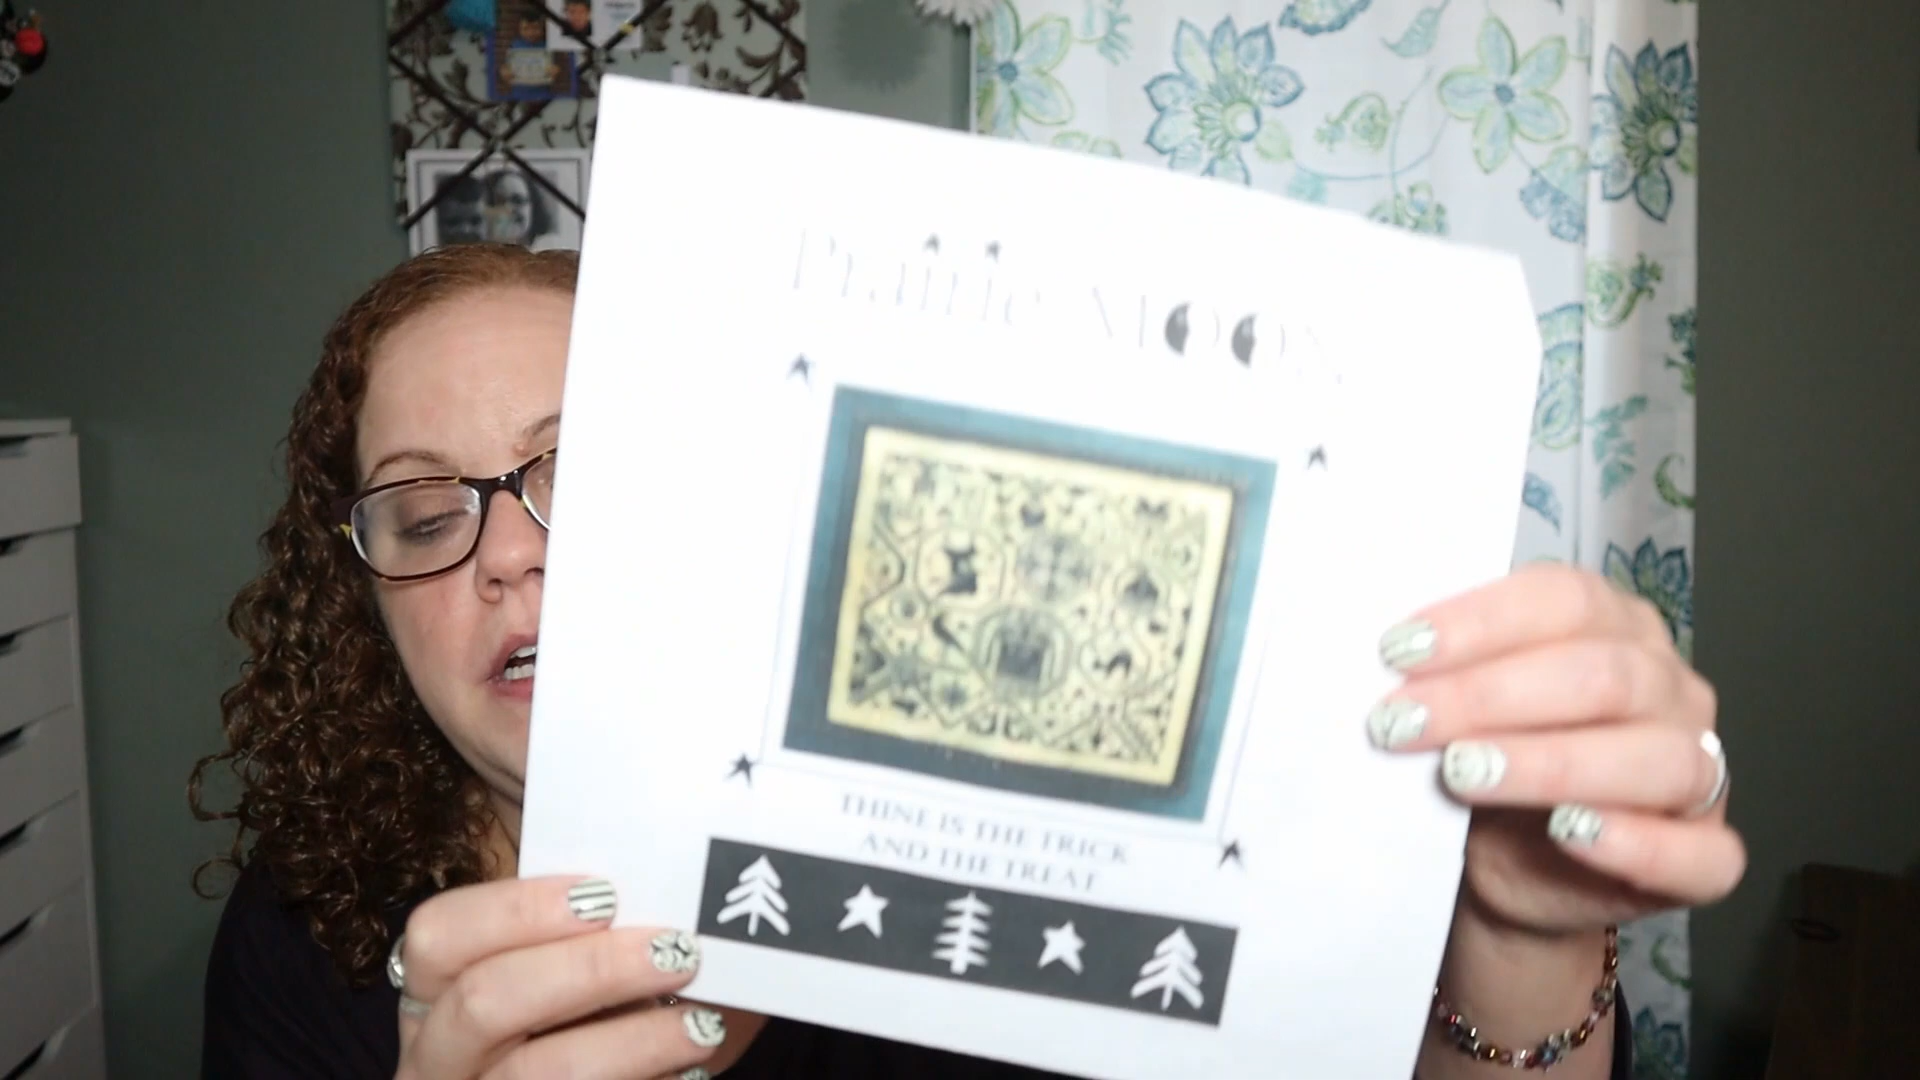 Prairie MOON
THINE IS THE TRICK
AND THE TREAT